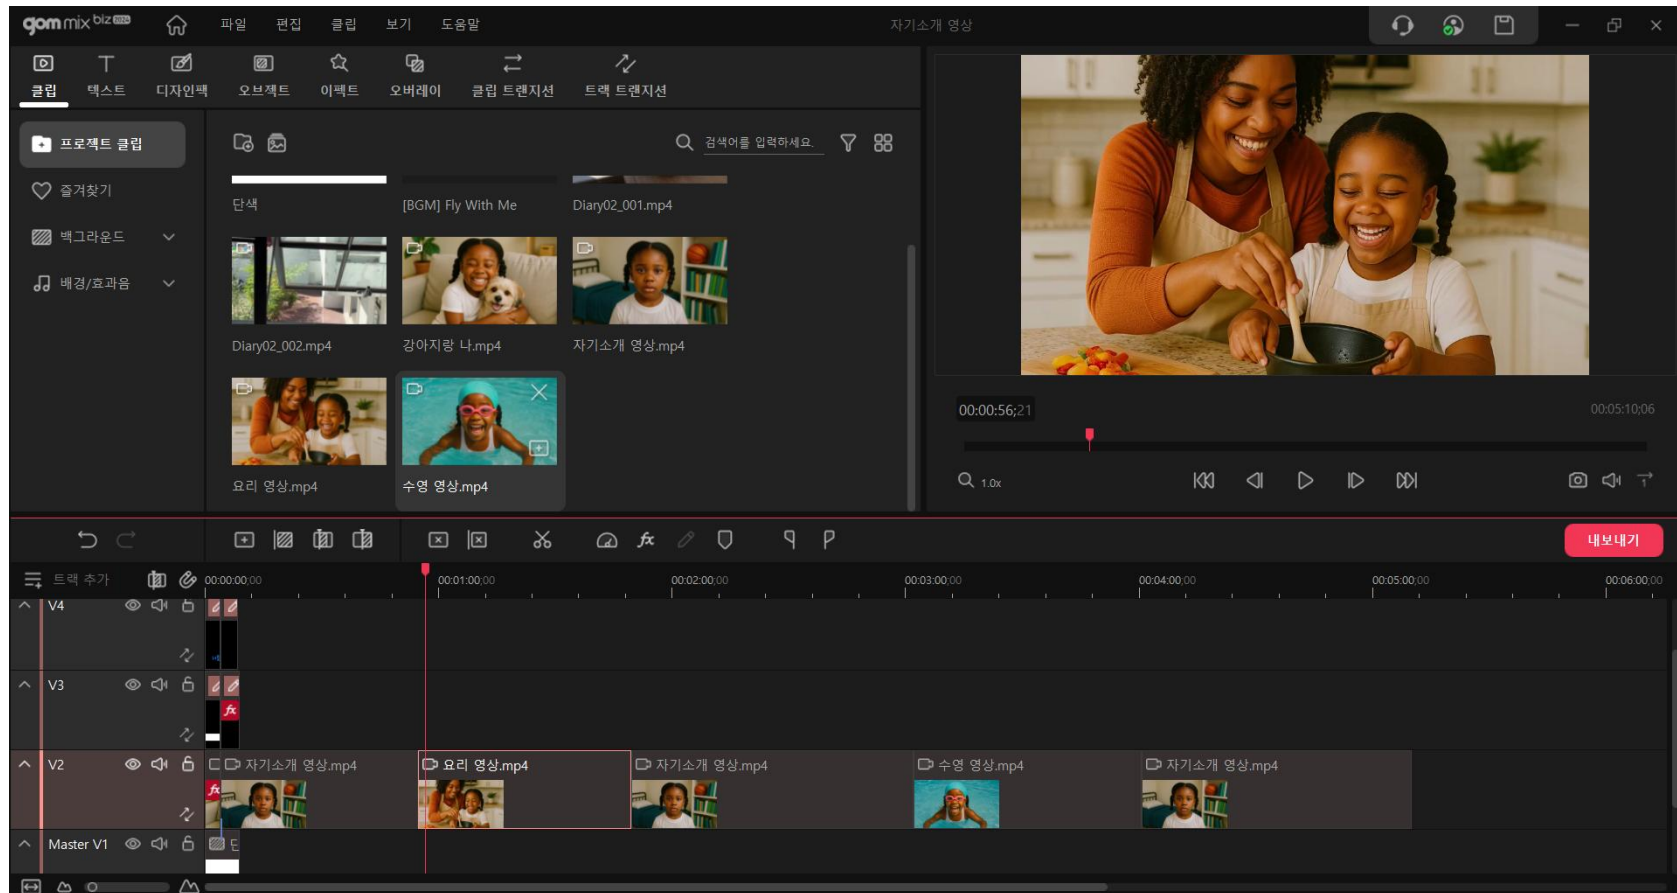 gom mix biz 2024 파일 편집 클립 보기 도움말 자기소개 영상
클립 텍스트 디자인팩 오브젝트 이펙트 오버레이 클립 트랜지션 트랙 트랜지션
프로젝트 클립
즐겨찾기
백그라운드
배경/효과음
검색어를 입력하세요.
단색 [BGM] Fly With Me Diary02_001.mp4
Diary02_002.mp4 강아지랑 나.mp4 자기소개 영상.mp4
요리 영상.mp4 수영 영상.mp4
00:00:56;21 00:05:10;06
1.0x
1
fx
내보내기
트랙 추가 00:00:00;00 00:01:00;00 00:02:00;00 00:03:00;00 00:04:00;00 00:05:00;00 00:06:00;00
V4
V3
fx
V2 자기소개 영상.mp4 요리 영상.mp4 자기소개 영상.mp4 수영 영상.mp4 자기소개 영상.mp4
fx
Master V1